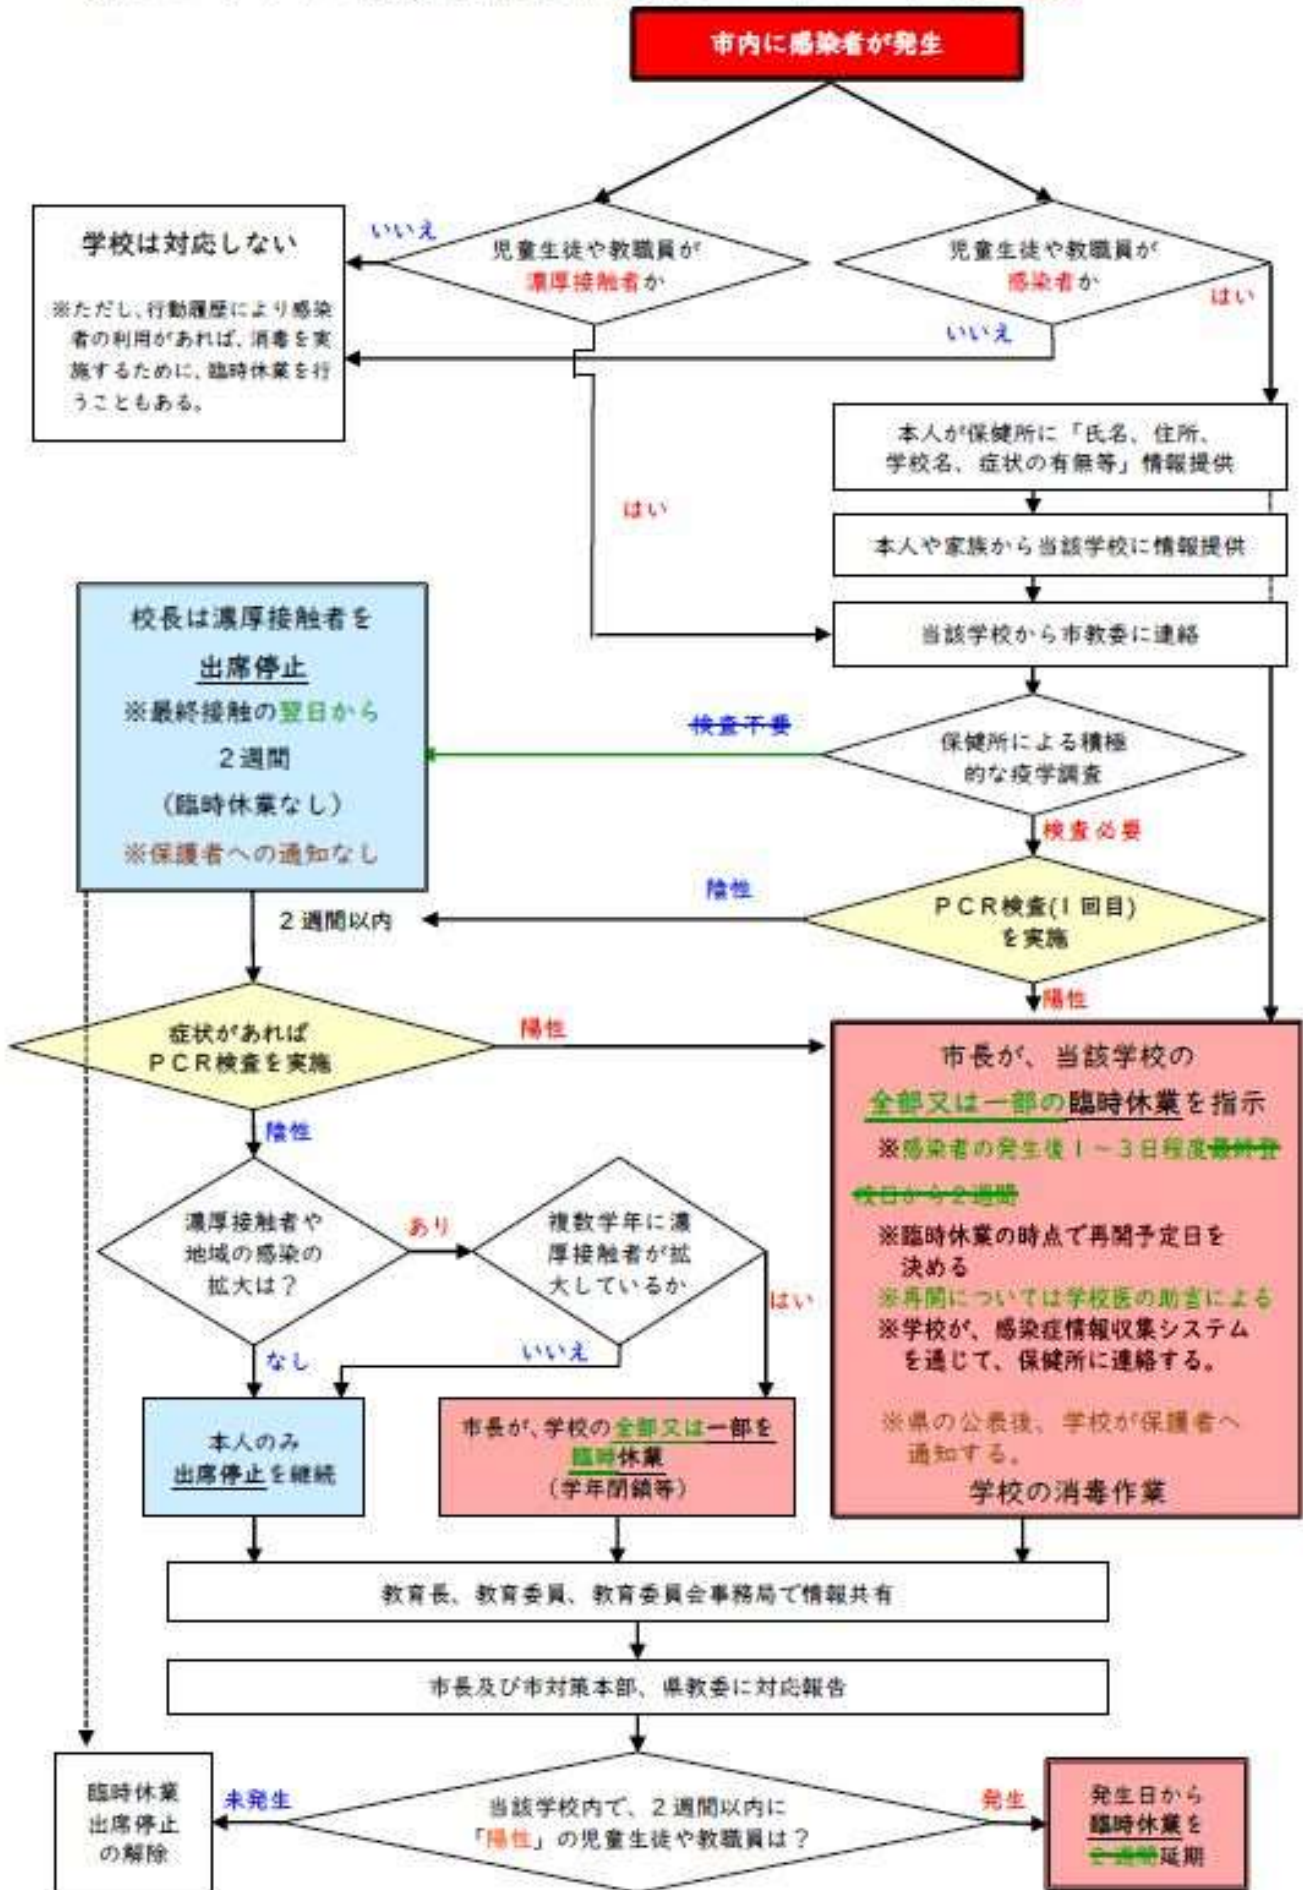 市内に感染者が発生
児童生徒や教職員が
濃厚接触者か
児童生徒や教職員が
感染者か
いいえ
はい
いいえ
学校は対応しない
※ただし、行動履歴により感染
者の利用があれば、消毒を実
施するために、臨時休業を行
うこともある。
本人が保健所に「氏名、住所、
学校名、症状の有無等」情報提供
はい
本人や家族から当該学校に情報提供
当該学校から市教委に連絡
校長は濃厚接触者を
出席停止
※最終接触の翌日から
２週間
（臨時休業なし）
※保護者への通知なし
検査不要
保健所による積極
的な疫学調査
検査必要
陰性
ＰＣＲ検査(１回目)
を実施
２週間以内
陽性
症状があれば
ＰＣＲ検査を実施
陽性
陰性
市長が、当該学校の
全部又は一部の臨時休業を指示
※感染者の発生後１～３日程度最終登
校日から２週間
※臨時休業の時点で再開予定日を
決める
※再開については学校医の助言による
※学校が、感染症情報収集システム
を通じて、保健所に連絡する。
※県の公表後、学校が保護者へ
通知する。
学校の消毒作業
濃厚接触者や
地域の感染の
拡大は？
あり
複数学年に濃
厚接触者が拡
大しているか
はい
なし
いいえ
本人のみ
出席停止を継続
市長が、学校の全部又は一部を
臨時休業
（学年閉鎖等）
教育長、教育委員、教育委員会事務局で情報共有
市長及び市対策本部、県教委に対応報告
臨時休業
出席停止
の解除
未発生
当該学校内で、２週間以内に
「陽性」の児童生徒や教職員は？
発生
発生日から
臨時休業を
２週間延期